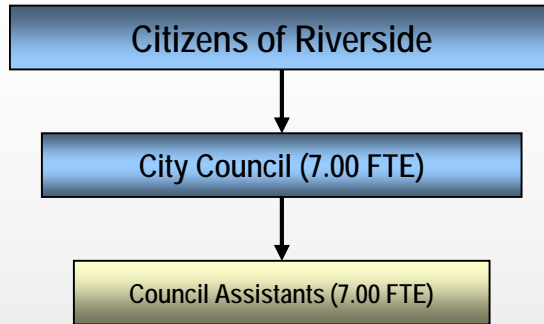 Citizens of Riverside
City Council (7.00 FTE)
Council Assistants (7.00 FTE)